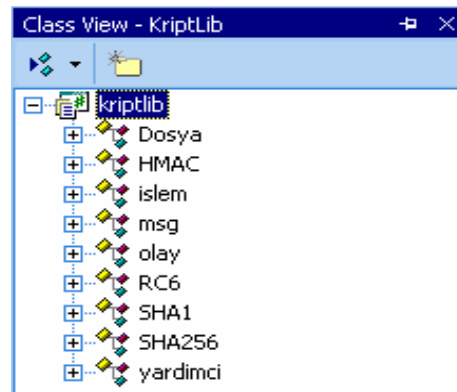 Class View - KriptLib
kriptlib
Dosya
HMAC
islem
msg
olay
RC6
SHA1
SHA256
yardimci